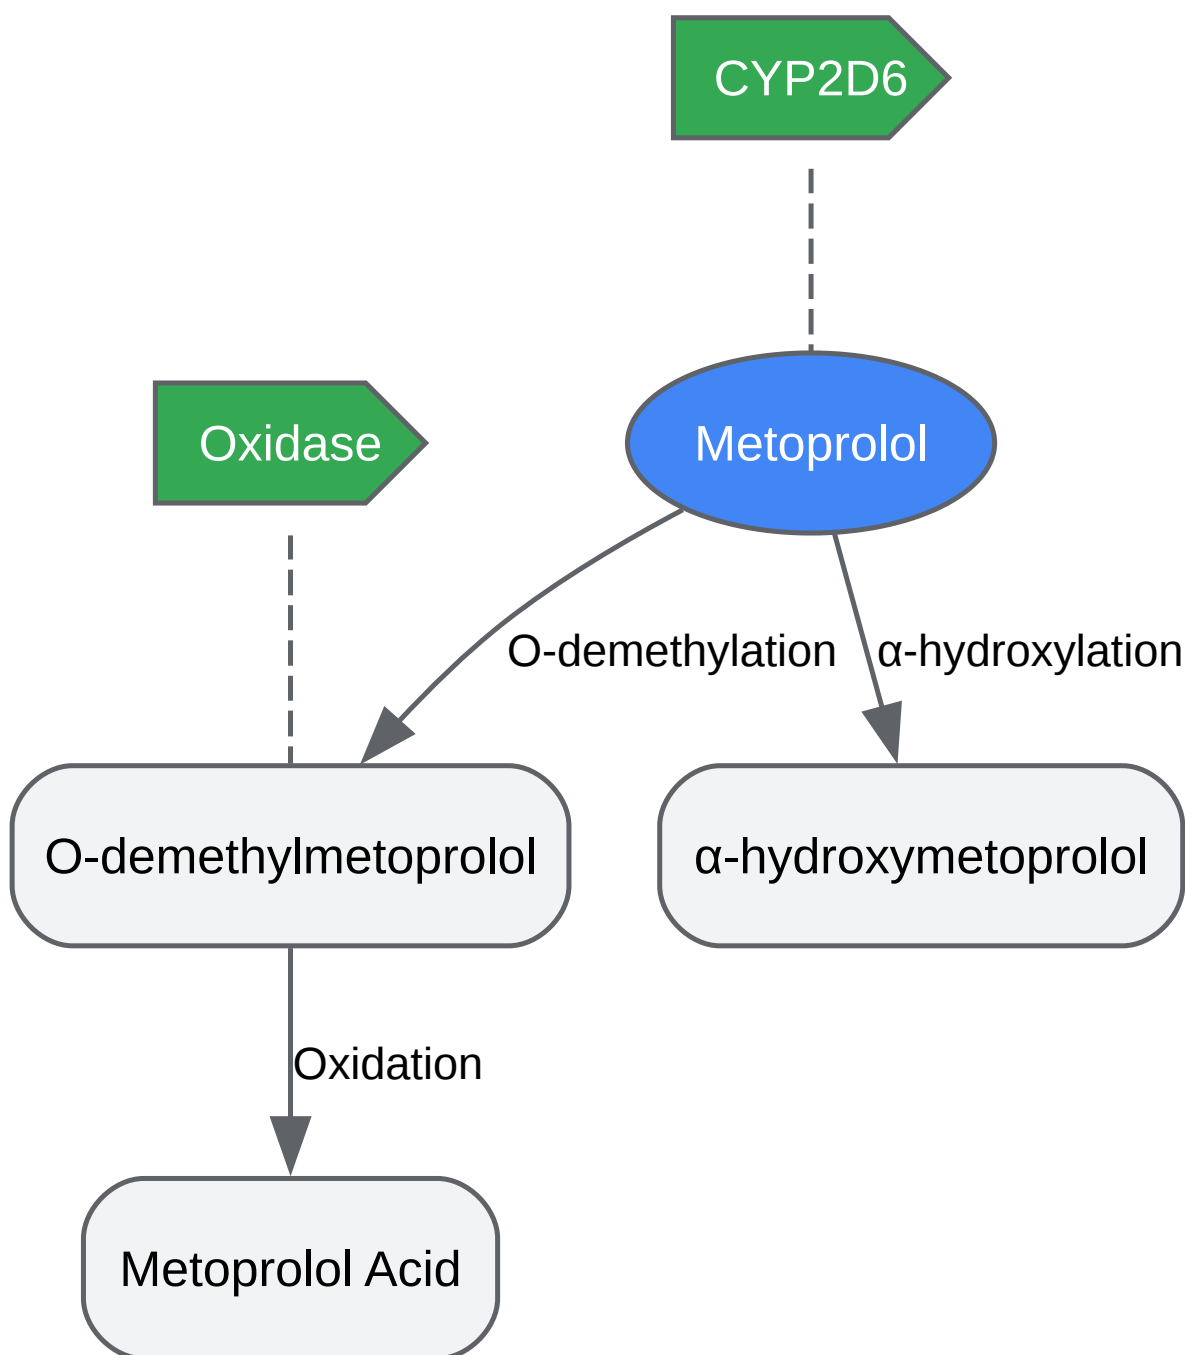 CYP2D6
Oxidase
Metoprolol
O-demethylation
α-hydroxylation
O-demethylmetoprolol
α-hydroxymetoprolol
Oxidation
Metoprolol Acid